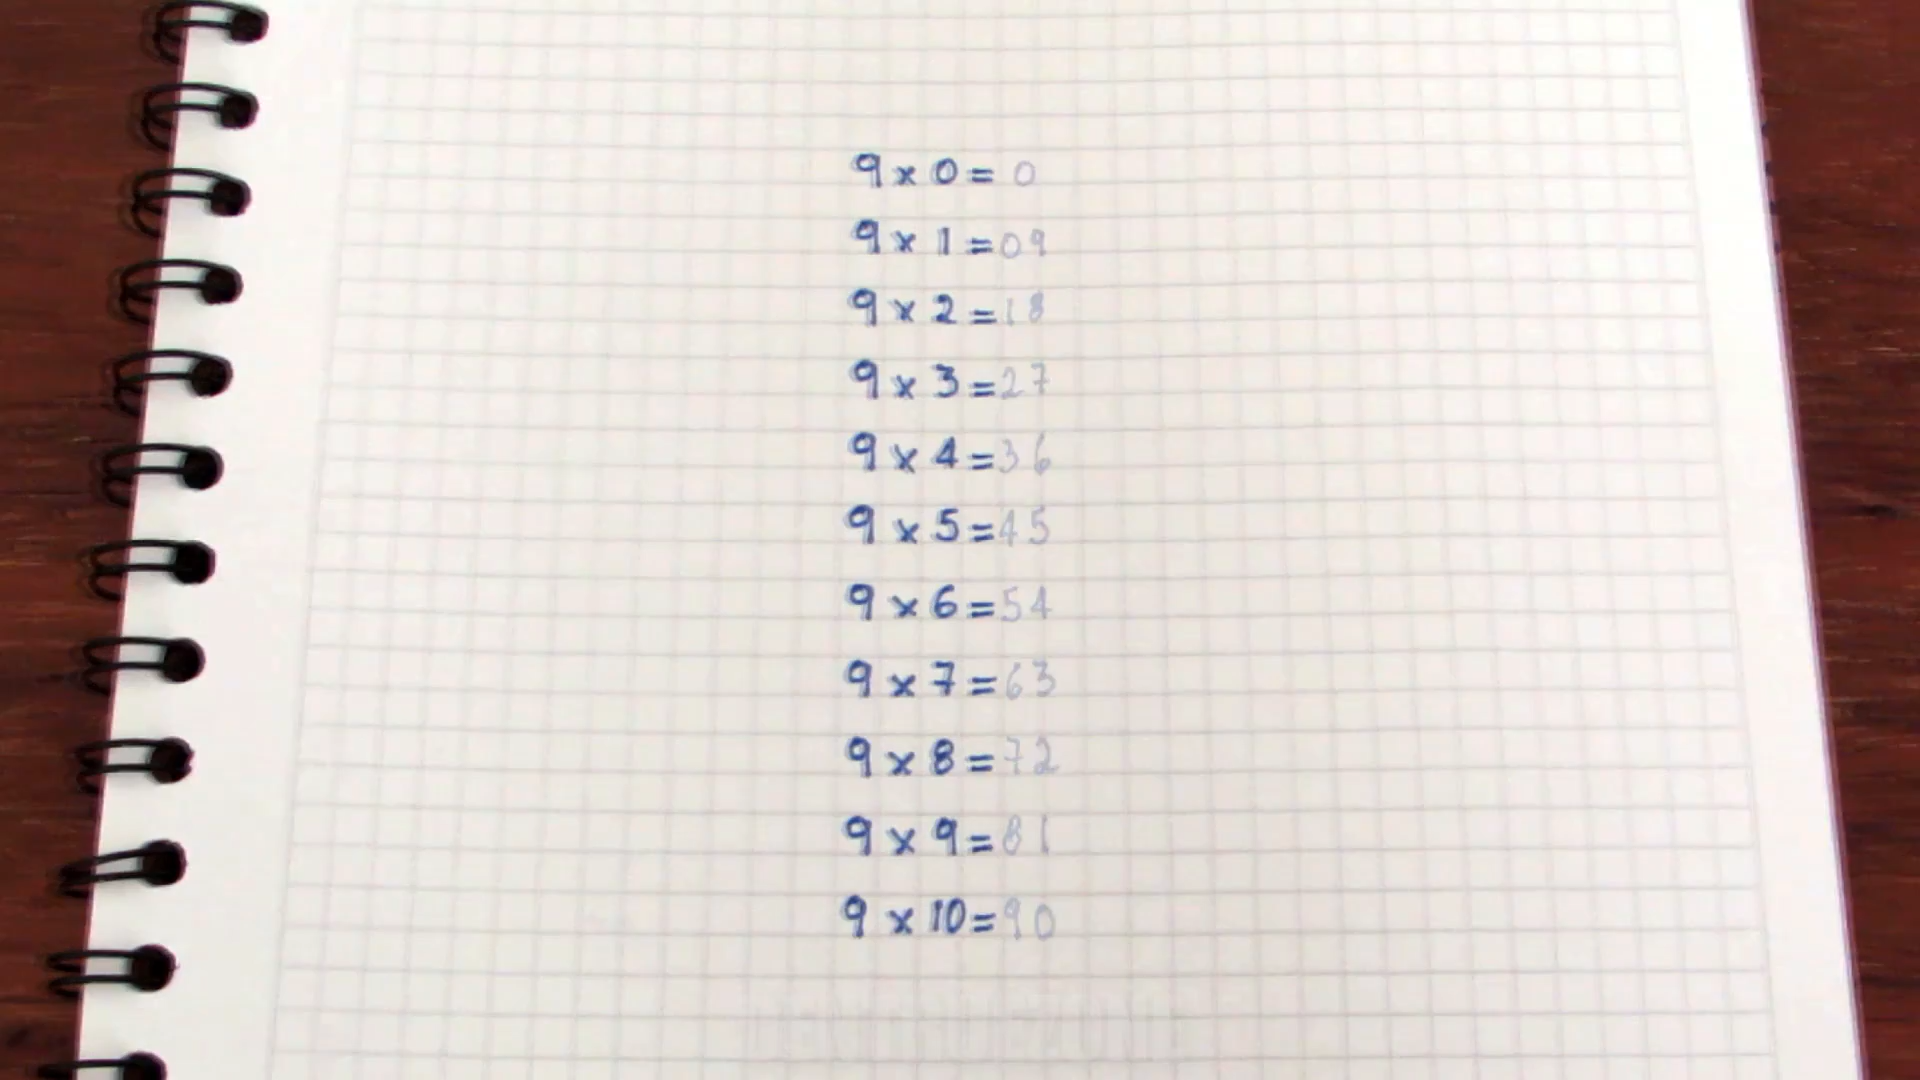 9 x 0 = 0
9 x 1 = 09
9 x 2 = 18
9 x 3 = 27
9 x 4 = 36
9 x 5 = 45
9 x 6 = 54
9 x 7 = 63
9 x 8 = 72
9 x 9 = 81
9 x 10 = 90